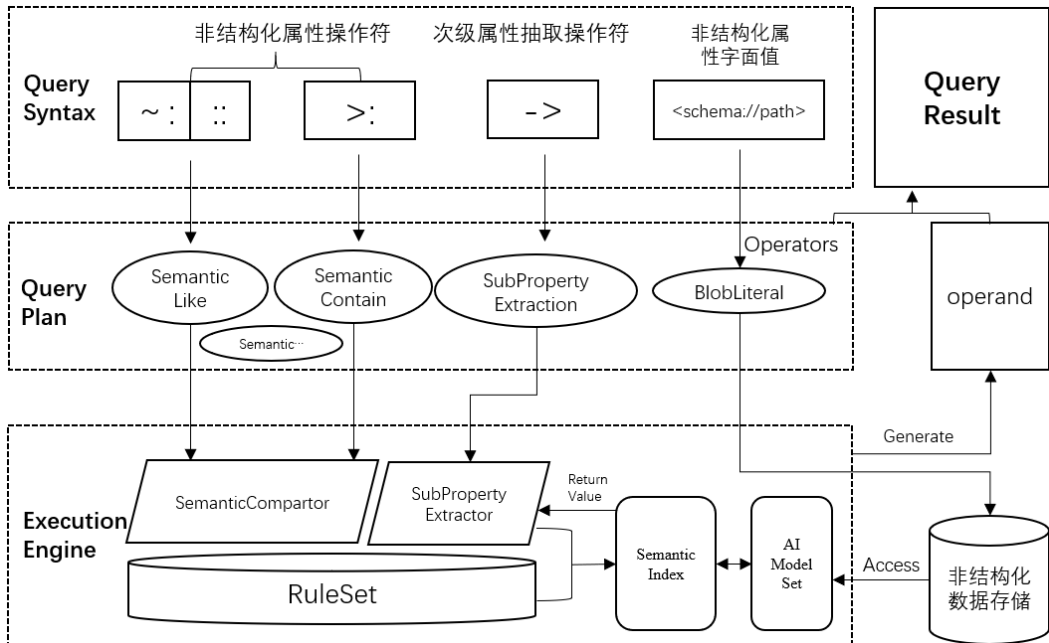 非结构化属性操作符
次级属性抽取操作符
非结构化属
性字面值
Query
Syntax
~ :
::
>:
->
<schema://path>
Query
Result
Query
Plan
Semantic
Like
Semantic
Contain
Semantic…
SubProperty
Extraction
Operators
BlobLiteral
operand
Generate
Execution
Engine
SemanticCompartor
SubProperty
Extractor
Return
Value
RuleSet
Semantic
Index
AI
Model
Set
Access
非结构化
数据存储